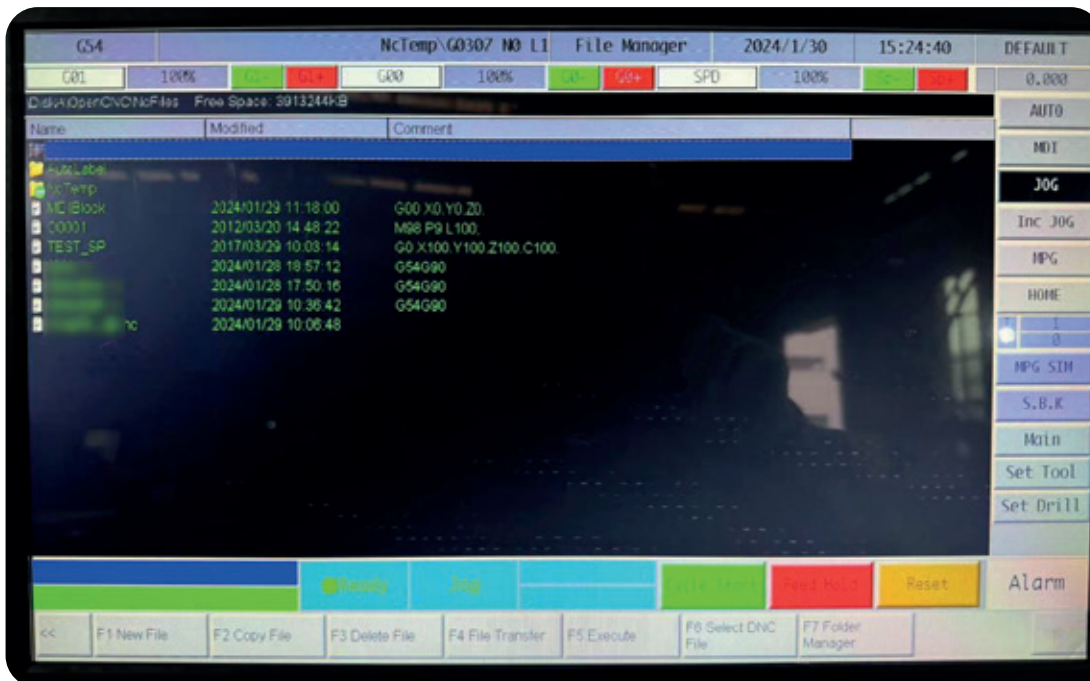 G54 NcTemp\G0307 N0 L1 File Manager 2024/1/30 15:24:40 DEFAULT
G01 100% G1- G1+ G00 100% G0- G0+ SPD 100% Sp- Sp+ 0.000
DiskA\OpenCNC\NcFiles Free Space: 3913244KB
AUTO
Name Modified Comment
MDI
AutoLabel
NcTemp
JOG
MDIBlock 2024/01/29 11:18:00 G00 X0.Y0.Z0.
O0001 2012/03/20 14:48:22 M98 P9 L100;
Inc JOG
TEST_SP 2017/03/29 10:03:14 G0 X100.Y100.Z100.C100.
2024/01/28 18:57:12 G54G90
MPG
2024/01/28 17:50:16 G54G90
2024/01/29 10:36:42 G54G90
HOME
nc 2024/01/29 10:06:48
1
0
MPG SIM
S.B.K
Main
Set Tool
Set Drill
Ready Jog Cycle Start Feed Hold Reset Alarm
<< F1 New File F2 Copy File F3 Delete File F4 File Transfer F5 Execute F6 Select DNC File F7 Folder Manager